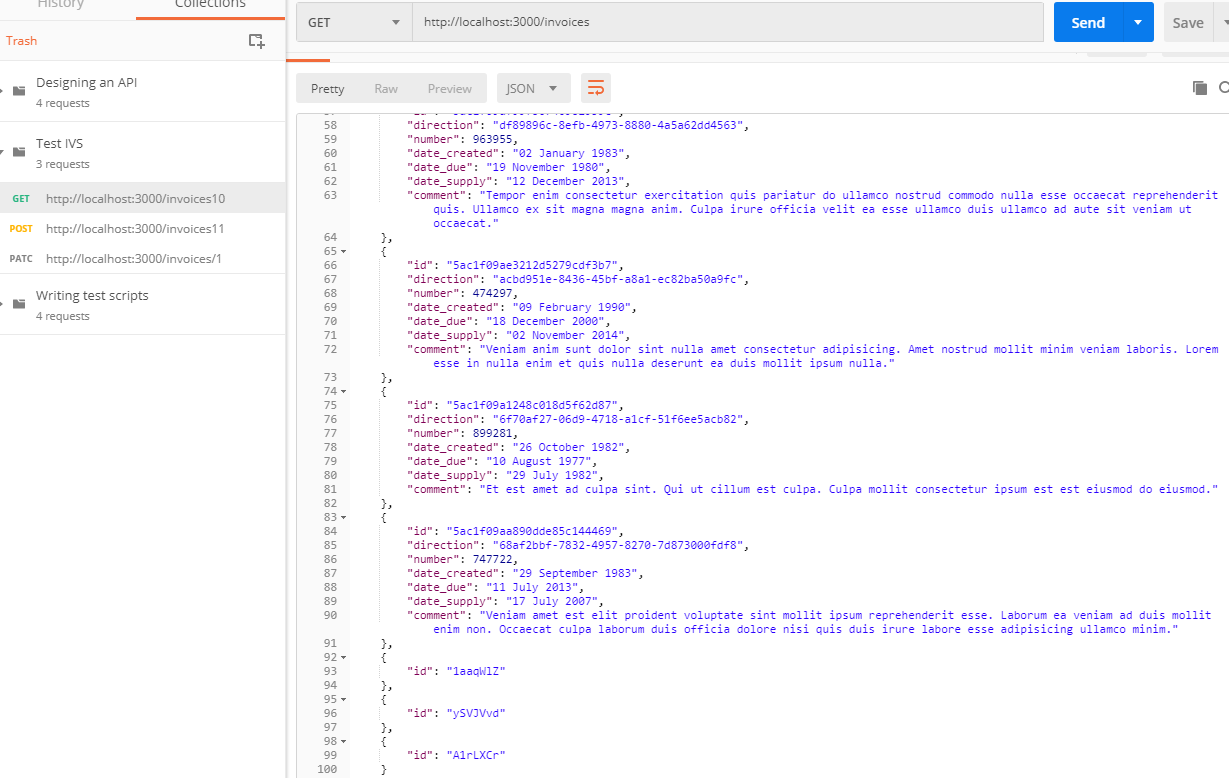 History
Collections
Trash
Designing an API
4 requests
Test IVS
3 requests
GET http://localhost:3000/invoices10
POST http://localhost:3000/invoices11
PATC http://localhost:3000/invoices/1
Writing test scripts
4 requests
GET
http://localhost:3000/invoices
Send
Save
Pretty
Raw
Preview
JSON
58 "direction": "df89896c-8efb-4973-8880-4a5a62dd4563",
59 "number": 963955,
60 "date_created": "02 January 1983",
61 "date_due": "19 November 1980",
62 "date_supply": "12 December 2013",
63 "comment": "Tempor enim consectetur exercitation quis pariatur do ullamco nostrud commodo nulla esse occaecat reprehenderit
quis. Ullamco ex sit magna magna anim. Culpa irure officia velit ea esse ullamco duis ullamco ad aute sit veniam ut
occaecat."
64 },
65 {
66 "id": "5ac1f09ae3212d5279cdf3b7",
67 "direction": "acbd951e-8436-45bf-a8a1-ec82ba50a9fc",
68 "number": 474297,
69 "date_created": "09 February 1990",
70 "date_due": "18 December 2000",
71 "date_supply": "02 November 2014",
72 "comment": "Veniam anim sunt dolor sint nulla amet consectetur adipisicing. Amet nostrud mollit minim veniam laboris. Lorem
esse in nulla enim et quis nulla deserunt ea duis mollit ipsum nulla."
73 },
74 {
75 "id": "5ac1f09a1248c018d5f62d87",
76 "direction": "6f70af27-06d9-4718-a1cf-51f6ee5acb82",
77 "number": 899281,
78 "date_created": "26 October 1982",
79 "date_due": "10 August 1977",
80 "date_supply": "29 July 1982",
81 "comment": "Et est amet ad culpa sint. Qui ut cillum est culpa. Culpa mollit consectetur ipsum est est eiusmod do eiusmod."
82 },
83 {
84 "id": "5ac1f09aa890dde85c144469",
85 "direction": "68af2bbf-7832-4957-8270-7d873000fdf8",
86 "number": 747722,
87 "date_created": "29 September 1983",
88 "date_due": "11 July 2013",
89 "date_supply": "17 July 2007",
90 "comment": "Veniam amet est elit proident voluptate sint mollit ipsum reprehenderit esse. Laborum ea veniam ad duis mollit
enim non. Occaecat culpa laborum duis officia dolore nisi quis duis irure labore esse adipisicing ullamco minim."
91 },
92 {
93 "id": "1aaqWlZ"
94 },
95 {
96 "id": "ySVJVvd"
97 },
98 {
99 "id": "A1rLXCr"
100 }